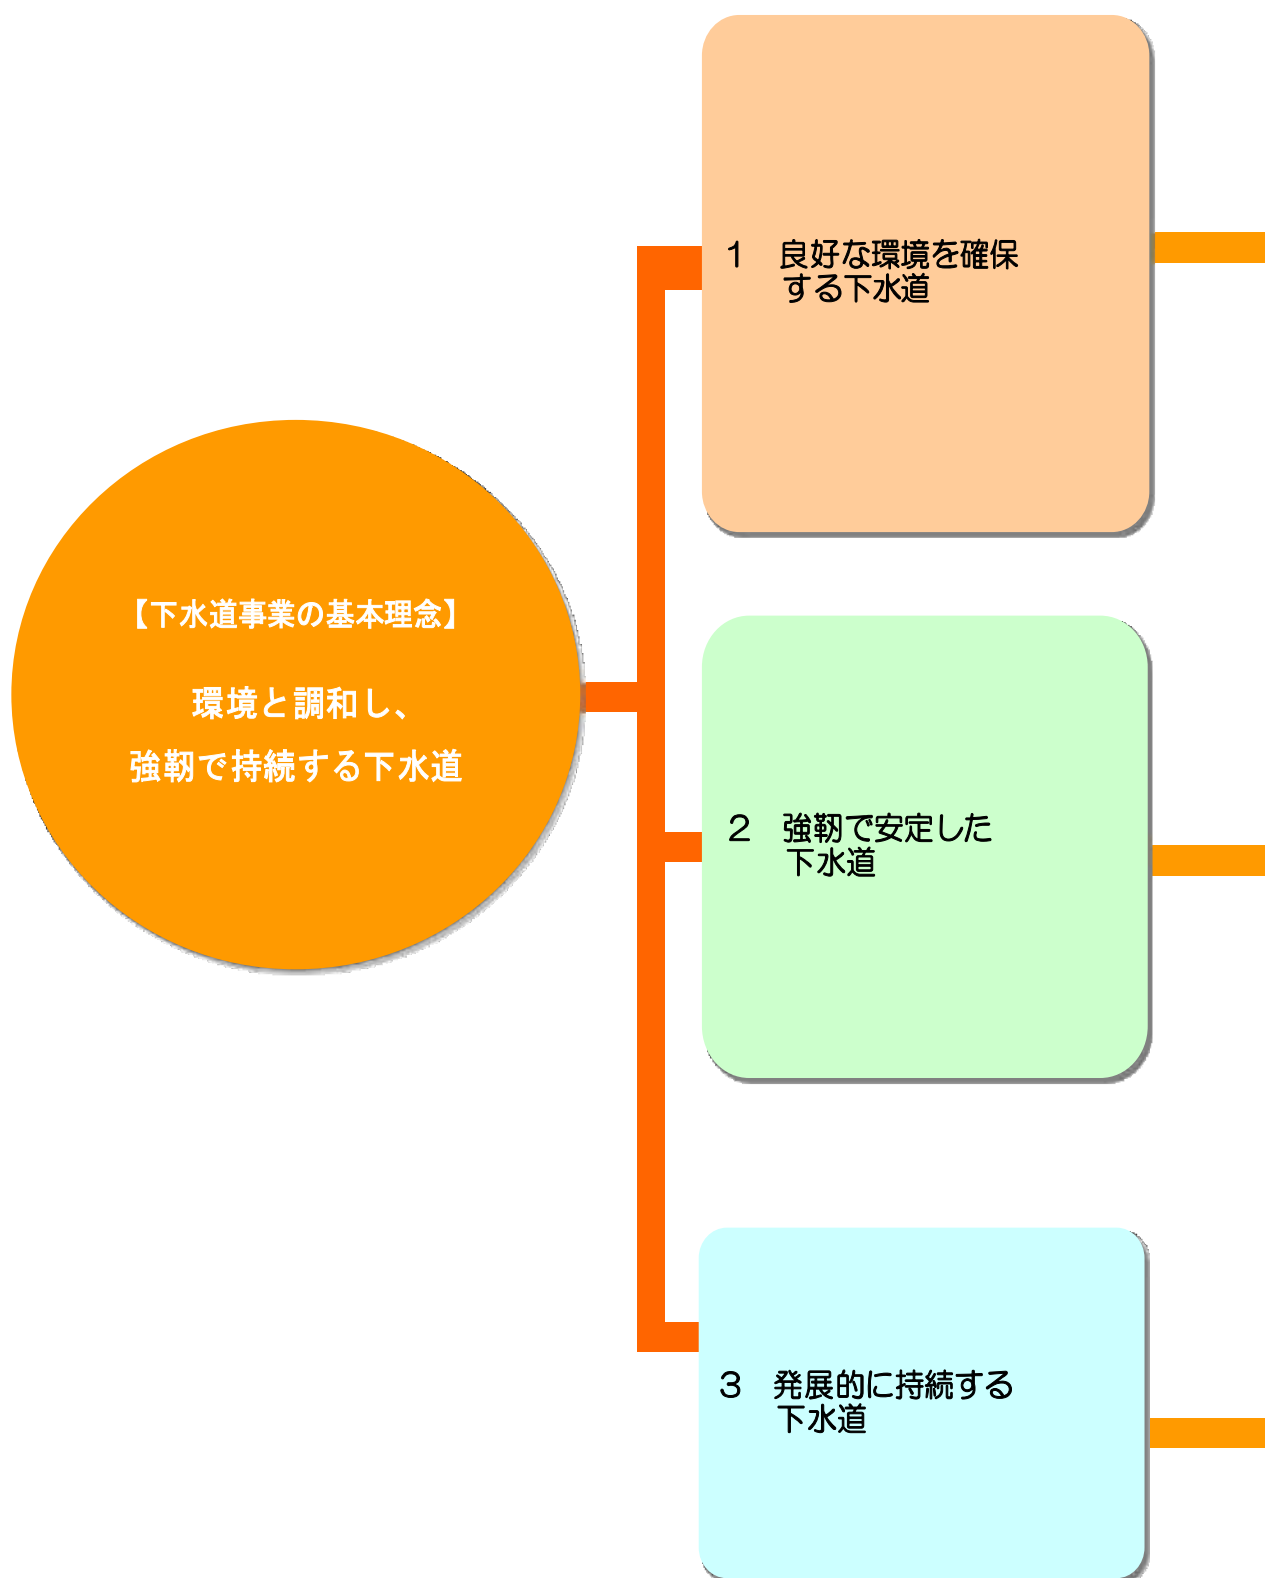 【下水道事業の基本理念】
環境と調和し、
強靭で持続する下水道
１　良好な環境を確保
する下水道
２　強靭で安定した
下水道
３　発展的に持続する
下水道